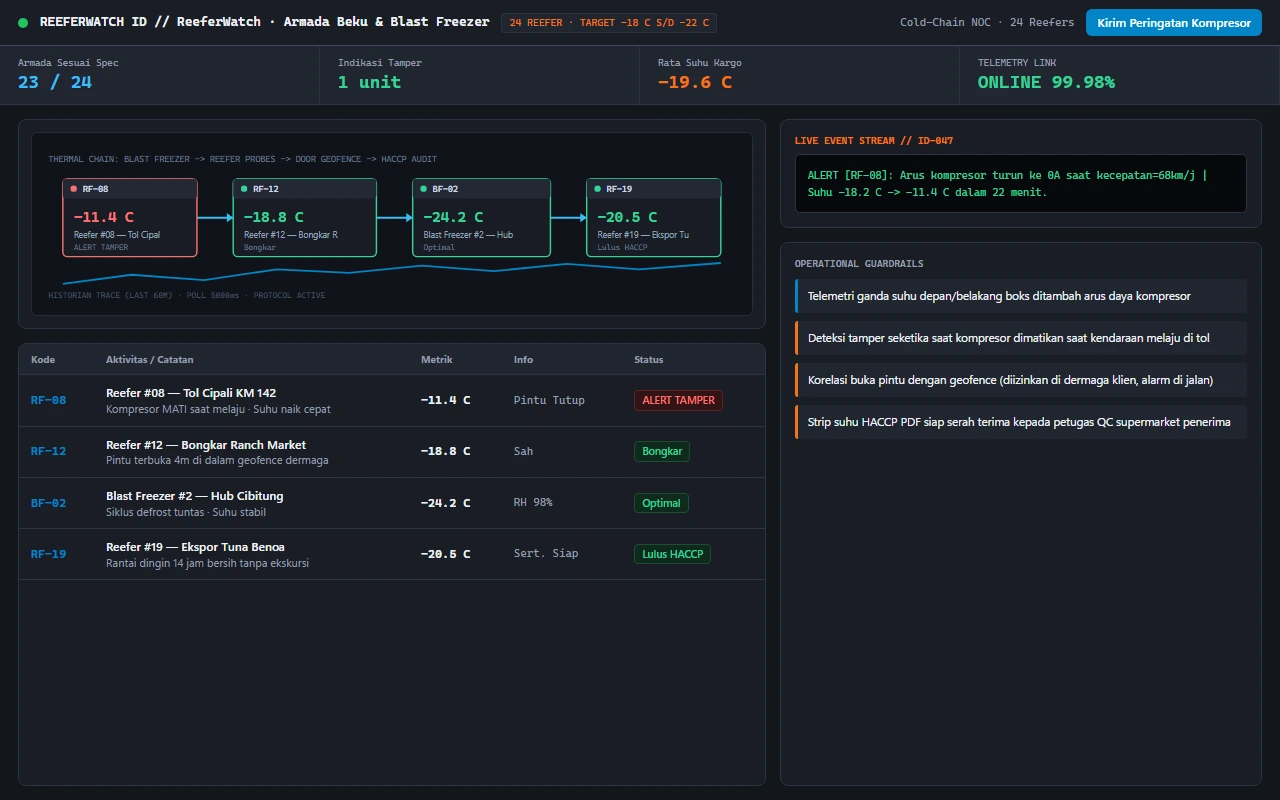 REEFERWATCH ID // ReeferWatch · Armada Beku & Blast Freezer
24 REEFER · TARGET −18 C S/D −22 C
Cold-Chain NOC · 24 Reefers
Kirim Peringatan Kompresor
Armada Sesuai Spec
23 / 24
Indikasi Tamper
1 unit
Rata Suhu Kargo
−19.6 C
TELEMETRY LINK
ONLINE 99.98%
THERMAL CHAIN: BLAST FREEZER —> REEFER PROBES —> DOOR GEOFENCE —> HACCP AUDIT
RF-08
−11.4 C
Reefer #08 — Tol Cipal
ALERT TAMPER
RF-12
−18.8 C
Reefer #12 — Bongkar R
Bongkar
BF-02
−24.2 C
Blast Freezer #2 — Hub
Optimal
RF-19
−20.5 C
Reefer #19 — Ekspor Tu
Lulus HACCP
HISTORIAN TRACE (LAST 60M) · POLL 5000ms · PROTOCOL ACTIVE
Kode Aktivitas / Catatan Metrik Info Status
RF-08 Reefer #08 — Tol Cipali KM 142 −11.4 C Pintu Tutup ALERT TAMPER
Kompresor MATI saat melaju · Suhu naik cepat
RF-12 Reefer #12 — Bongkar Ranch Market −18.8 C Sah Bongkar
Pintu terbuka 4m di dalam geofence dermaga
BF-02 Blast Freezer #2 — Hub Cibitung −24.2 C RH 98% Optimal
Siklus defrost tuntas · Suhu stabil
RF-19 Reefer #19 — Ekspor Tuna Benoa −20.5 C Sert. Siap Lulus HACCP
Rantai dingin 14 jam bersih tanpa ekskursi
LIVE EVENT STREAM // ID-047
ALERT [RF-08]: Arus kompresor turun ke 0A saat kecepatan=68km/j |
Suhu −18.2 C -> −11.4 C dalam 22 menit.
OPERATIONAL GUARDRAILS
Telemetri ganda suhu depan/belakang boks ditambah arus daya kompresor
Deteksi tamper seketika saat kompresor dimatikan saat kendaraan melaju di tol
Korelasi buka pintu dengan geofence (diizinkan di dermaga klien, alarm di jalan)
Strip suhu HACCP PDF siap serah terima kepada petugas QC supermarket penerima